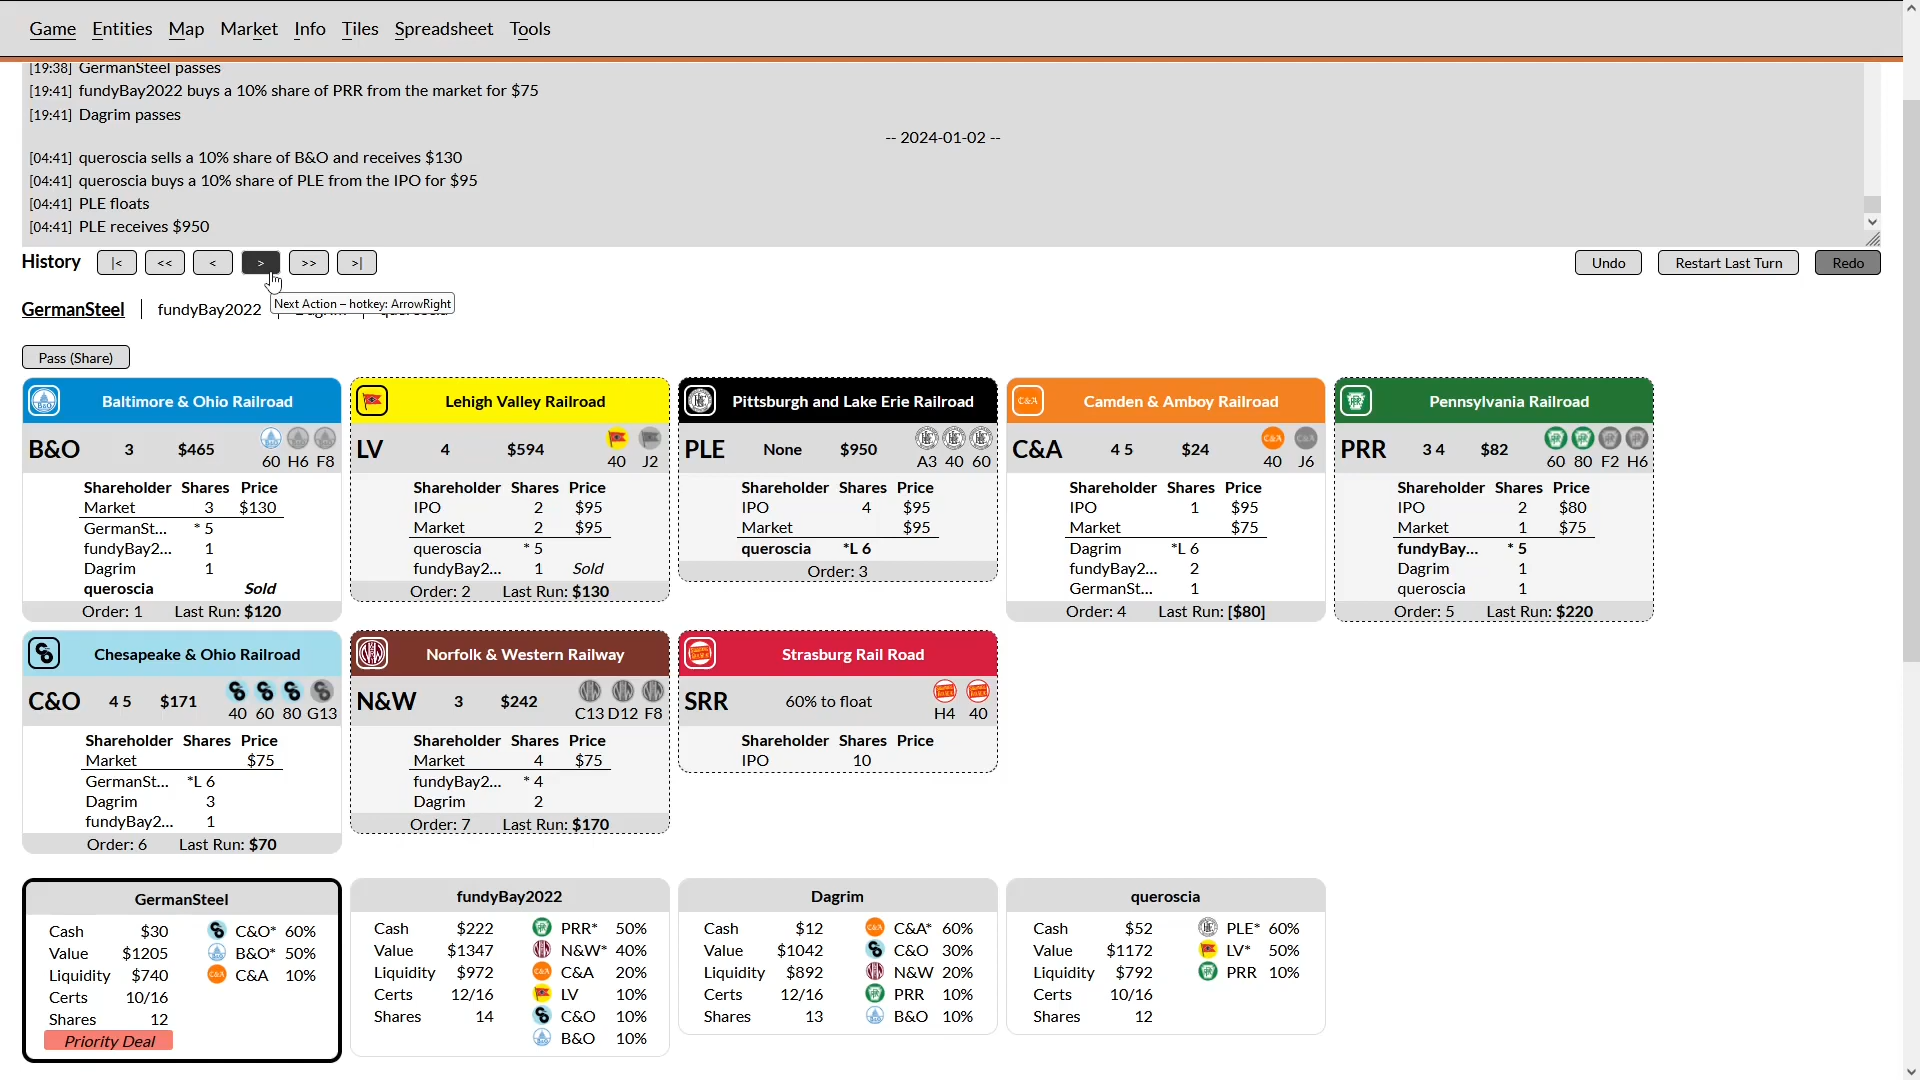 Game Entities Map Market Info Tiles Spreadsheet Tools
[19:38] GermanSteel passes
[19:41] fundyBay2022 buys a 10% share of PRR from the market for $75
[19:41] Dagrim passes
-- 2024-01-02 --
[04:41] queroscia sells a 10% share of B&O and receives $130
[04:41] queroscia buys a 10% share of PLE from the IPO for $95
[04:41] PLE floats
[04:41] PLE receives $950
History |< << < > >> >| Undo Restart Last Turn Redo
Next Action – hotkey: ArrowRight
GermanSteel fundyBay2022
Pass (Share)
Baltimore & Ohio Railroad
B&O 3 $465 60 H6 F8
Shareholder Shares Price
Market 3 $130
GermanSt... * 5
fundyBay2... 1
Dagrim 1
queroscia Sold
Order: 1 Last Run: $120
Lehigh Valley Railroad
LV 4 $594 40 J2
Shareholder Shares Price
IPO 2 $95
Market 2 $95
queroscia * 5
fundyBay2... 1 Sold
Order: 2 Last Run: $130
Pittsburgh and Lake Erie Railroad
PLE None $950 A3 40 60
Shareholder Shares Price
IPO 4 $95
Market $95
queroscia *L 6
Order: 3
Camden & Amboy Railroad
C&A 4 5 $24 40 J6
Shareholder Shares Price
IPO 1 $95
Market $75
Dagrim *L 6
fundyBay2... 2
GermanSt... 1
Order: 4 Last Run: [$80]
Pennsylvania Railroad
PRR 3 4 $82 60 80 F2 H6
Shareholder Shares Price
IPO 2 $80
Market 1 $75
fundyBay... * 5
Dagrim 1
queroscia 1
Order: 5 Last Run: $220
Chesapeake & Ohio Railroad
C&O 4 5 $171 40 60 80 G13
Shareholder Shares Price
Market $75
GermanSt... *L 6
Dagrim 3
fundyBay2... 1
Order: 6 Last Run: $70
Norfolk & Western Railway
N&W 3 $242 C13 D12 F8
Shareholder Shares Price
Market 4 $75
fundyBay2... * 4
Dagrim 2
Order: 7 Last Run: $170
Strasburg Rail Road
SRR 60% to float H4 40
Shareholder Shares Price
IPO 10
GermanSteel
Cash $30 C&O* 60%
Value $1205 B&O* 50%
Liquidity $740 C&A 10%
Certs 10/16
Shares 12
Priority Deal
fundyBay2022
Cash $222 PRR* 50%
Value $1347 N&W* 40%
Liquidity $972 C&A 20%
Certs 12/16 LV 10%
Shares 14 C&O 10%
B&O 10%
Dagrim
Cash $12 C&A* 60%
Value $1042 C&O 30%
Liquidity $892 N&W 20%
Certs 12/16 PRR 10%
Shares 13 B&O 10%
queroscia
Cash $52 PLE* 60%
Value $1172 LV* 50%
Liquidity $792 PRR 10%
Certs 10/16
Shares 12